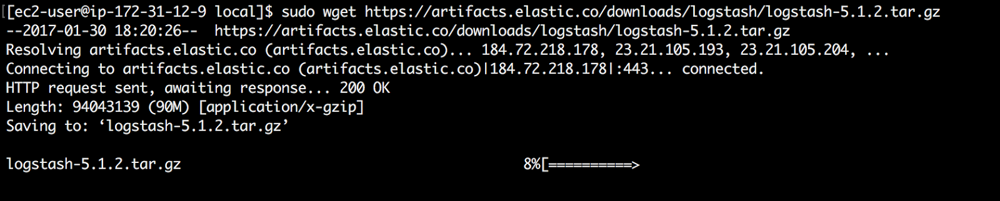 [ec2-user@ip-172-31-12-9 local]$ sudo wget https://artifacts.elastic.co/downloads/logstash/logstash-5.1.2.tar.gz
--2017-01-30 18:20:26--  https://artifacts.elastic.co/downloads/logstash/logstash-5.1.2.tar.gz
Resolving artifacts.elastic.co (artifacts.elastic.co)... 184.72.218.178, 23.21.105.193, 23.21.105.204, ...
Connecting to artifacts.elastic.co (artifacts.elastic.co)|184.72.218.178|:443... connected.
HTTP request sent, awaiting response... 200 OK
Length: 94043139 (90M) [application/x-gzip]
Saving to: ‘logstash-5.1.2.tar.gz’
logstash-5.1.2.tar.gz 8%[==========>